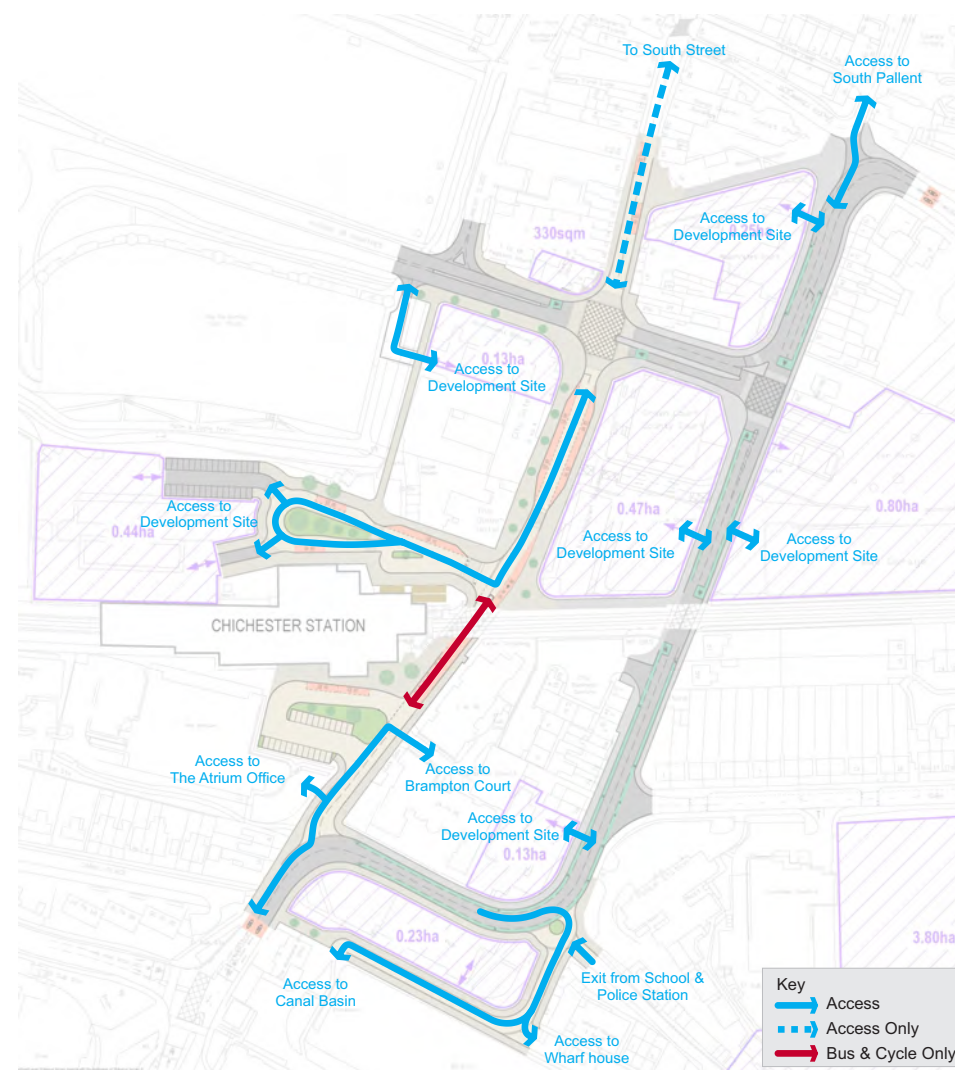 To South Street
Access to
South Pallent
Access to
Development Site
0.25ha
330sqm
0.13ha
Access to
Development Site
Access to
Development Site
0.44ha
0.47ha
Access to
Development Site
0.80ha
Access to
Development Site
CHICHESTER STATION
Access to
The Atrium Office
Access to
Brampton Court
Access to
Development Site
0.13ha
0.23ha
3.80ha
Access to
Canal Basin
Exit from School &
Police Station
Access to
Wharf house
Key
Access
Access Only
Bus & Cycle Only